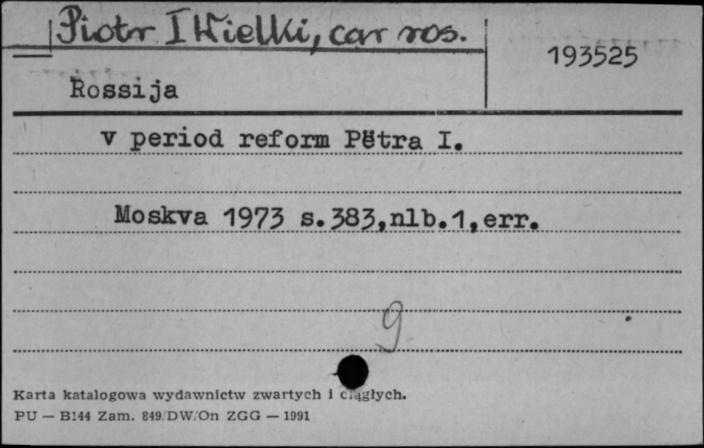 Piotr I Wielki, car ros.
193525
Rossija
v period reform Pëtra I.
Moskva 1973 s.383,nlb.1,err.
9
Karta katalogowa wydawnictw zwartych i ciągłych.
PU — B144 Zam. 849/DW/On ZGG — 1991